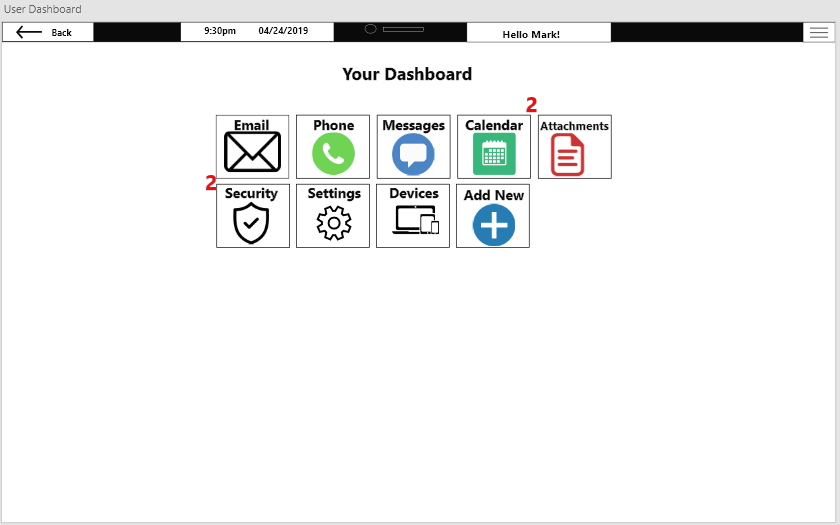 User Dashboard
Back 9:30pm 04/24/2019 Hello Mark!
Your Dashboard
2
Email Phone Messages Calendar Attachments
2
Security Settings Devices Add New